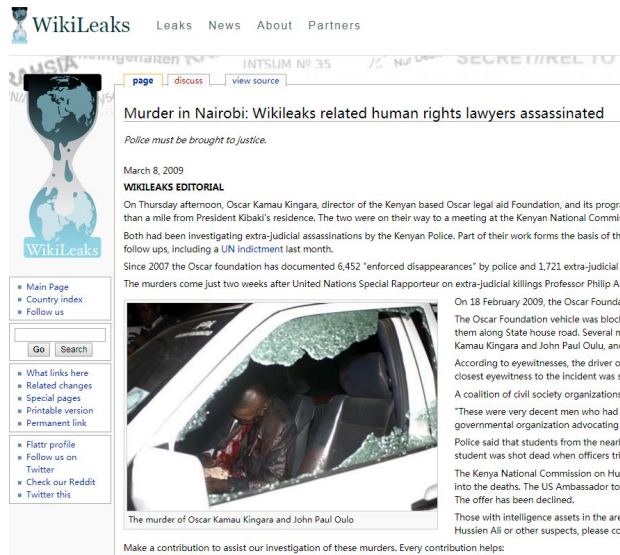 WikiLeaks
Leaks News About Partners
INTSUM Nº 35
SECRET//REL TO
page discuss view source
Murder in Nairobi: Wikileaks related human rights lawyers assassinated
Police must be brought to justice.
March 8, 2009
WIKILEAKS EDITORIAL
On Thursday afternoon, Oscar Kamau Kingara, director of the Kenyan based Oscar legal aid Foundation, and its progra
than a mile from President Kibaki's residence. The two were on their way to a meeting at the Kenyan National Commi
Both had been investigating extra-judicial assassinations by the Kenyan Police. Part of their work forms the basis of th
follow ups, including a UN indictment last month.
Since 2007 the Oscar foundation has documented 6,452 "enforced disappearances" by police and 1,721 extra-judicial
The murders come just two weeks after United Nations Special Rapporteur on extra-judicial killings Professor Philip A
WikiLeaks
Main Page
Country index
Follow us
Go Search
What links here
Related changes
Special pages
Printable version
Permanent link
Flattr profile
Follow us on
Twitter
Check our Reddit
Twitter this
On 18 February 2009, the Oscar Founda
The Oscar Foundation vehicle was bloc
them along State house road. Several m
Kamau Kingara and John Paul Oulu, an
According to eyewitnesses, the driver o
closest eyewitness to the incident was s
A coalition of civil society organizations
"These were very decent men who had
governmental organization advocating
Police said that students from the nearl
student was shot dead when officers tri
The Kenya National Commission on Hu
into the deaths. The US Ambassador to
The offer has been declined.
Those with intelligence assets in the are
Hussien Ali or other suspects, please co
The murder of Oscar Kamau Kingara and John Paul Oulo
Make a contribution to assist our investigation of these murders. Every contribution helps: